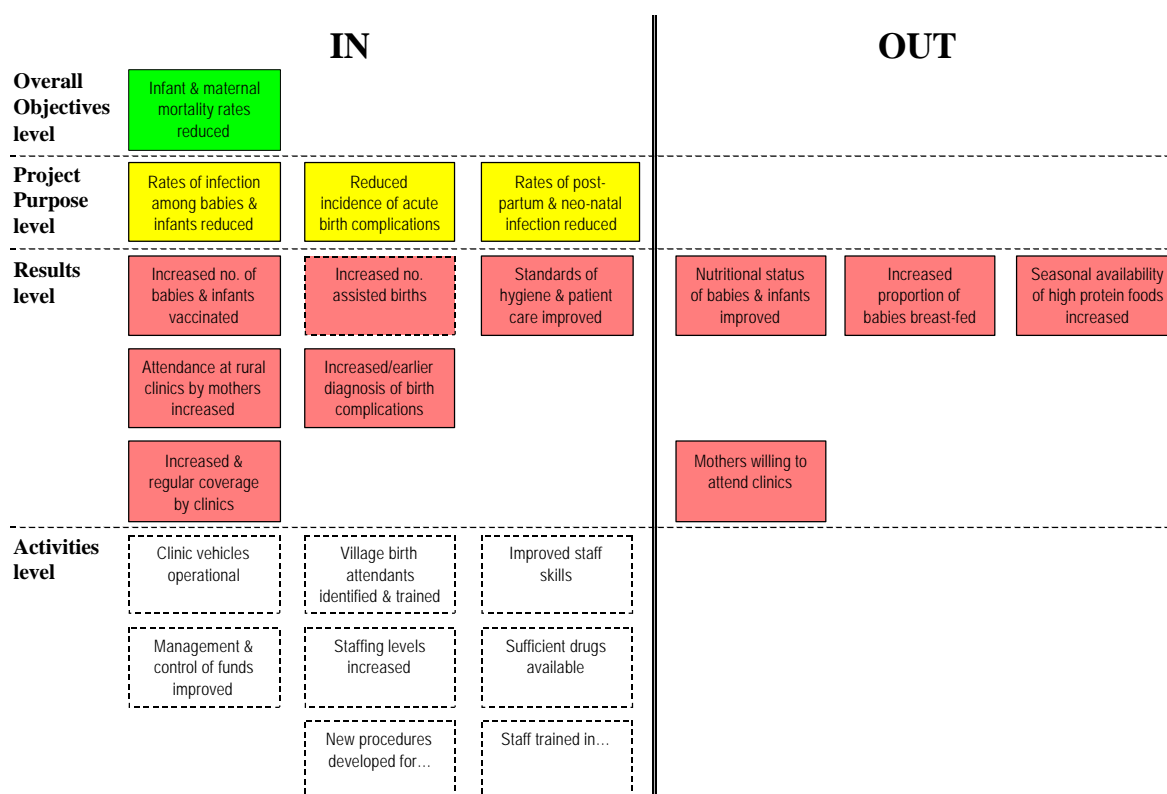 IN
OUT
Overall
Objectives
level
Infant & maternal
mortality rates
reduced
Project
Purpose
level
Rates of infection
among babies &
infants reduced
Reduced
incidence of acute
birth complications
Rates of post-
partum & neo-natal
infection reduced
Results
level
Increased no. of
babies & infants
vaccinated
Increased no.
assisted births
Standards of
hygiene & patient
care improved
Nutritional status
of babies & infants
improved
Increased
proportion of
babies breast-fed
Seasonal availability
of high protein foods
increased
Attendance at rural
clinics by mothers
increased
Increased/earlier
diagnosis of birth
complications
Increased &
regular coverage
by clinics
Mothers willing to
attend clinics
Activities
level
Clinic vehicles
operational
Village birth
attendants
identified & trained
Improved staff
skills
Management &
control of funds
improved
Staffing levels
increased
Sufficient drugs
available
New procedures
developed for…
Staff trained in…